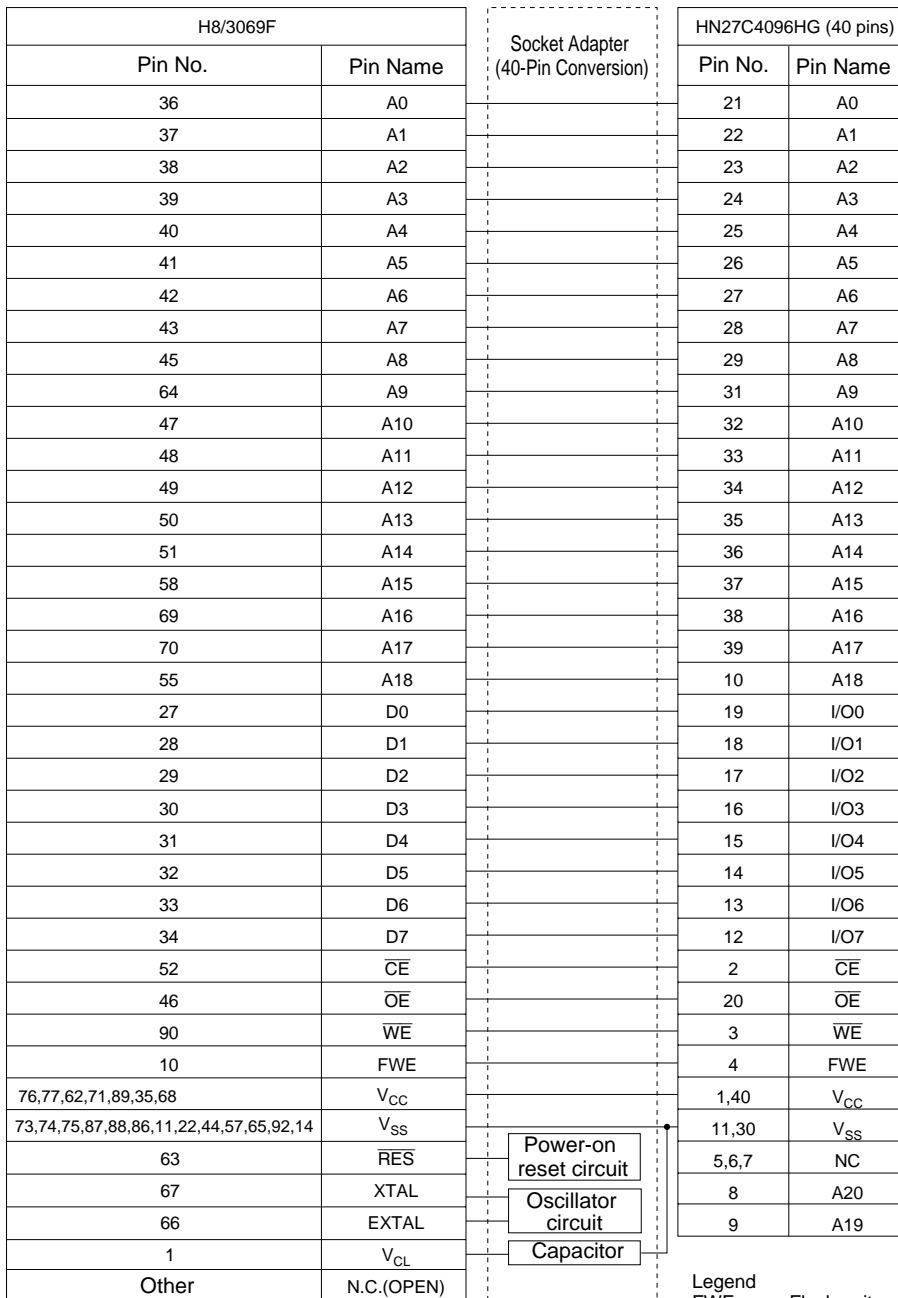 H8/3069F Socket Adapter (40-Pin Conversion) HN27C4096HG (40 pins)
Pin No. Pin Name Pin No. Pin Name
36 A0 21 A0
37 A1 22 A1
38 A2 23 A2
39 A3 24 A3
40 A4 25 A4
41 A5 26 A5
42 A6 27 A6
43 A7 28 A7
45 A8 29 A8
64 A9 31 A9
47 A10 32 A10
48 A11 33 A11
49 A12 34 A12
50 A13 35 A13
51 A14 36 A14
58 A15 37 A15
69 A16 38 A16
70 A17 39 A17
55 A18 10 A18
27 D0 19 I/O0
28 D1 18 I/O1
29 D2 17 I/O2
30 D3 16 I/O3
31 D4 15 I/O4
32 D5 14 I/O5
33 D6 13 I/O6
34 D7 12 I/O7
52 C̅E̅ 2 C̅E̅
46 O̅E̅ 20 O̅E̅
90 W̅E̅ 3 W̅E̅
10 FWE 4 FWE
76,77,62,71,89,35,68 VCC 1,40 VCC
73,74,75,87,88,86,11,22,44,57,65,92,14 VSS 11,30 VSS
63 R̅E̅S̅ Power-on reset circuit 5,6,7 NC
67 XTAL Oscillator circuit 8 A20
66 EXTAL 9 A19
1 VCL Capacitor
Other N.C.(OPEN)
Legend